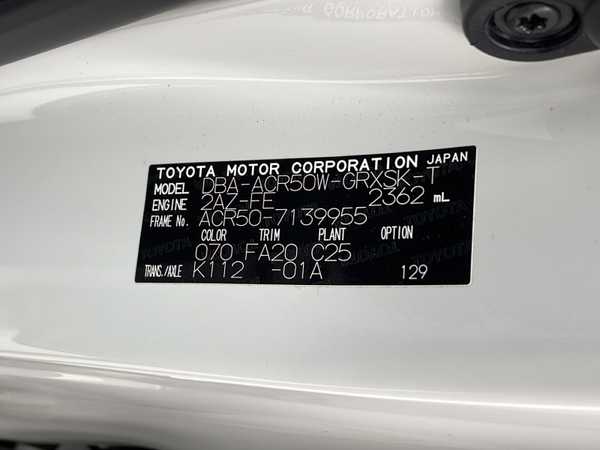 TOYOTA MOTOR CORPORATION JAPAN
MODEL DBA-ACR50W-GRXSK-T
ENGINE 2AZ-FE 2362 mL
FRAME No. ACR50-7139955
COLOR TRIM PLANT OPTION
070 FA20 C25
TRANS./AXLE K112 -01A 129